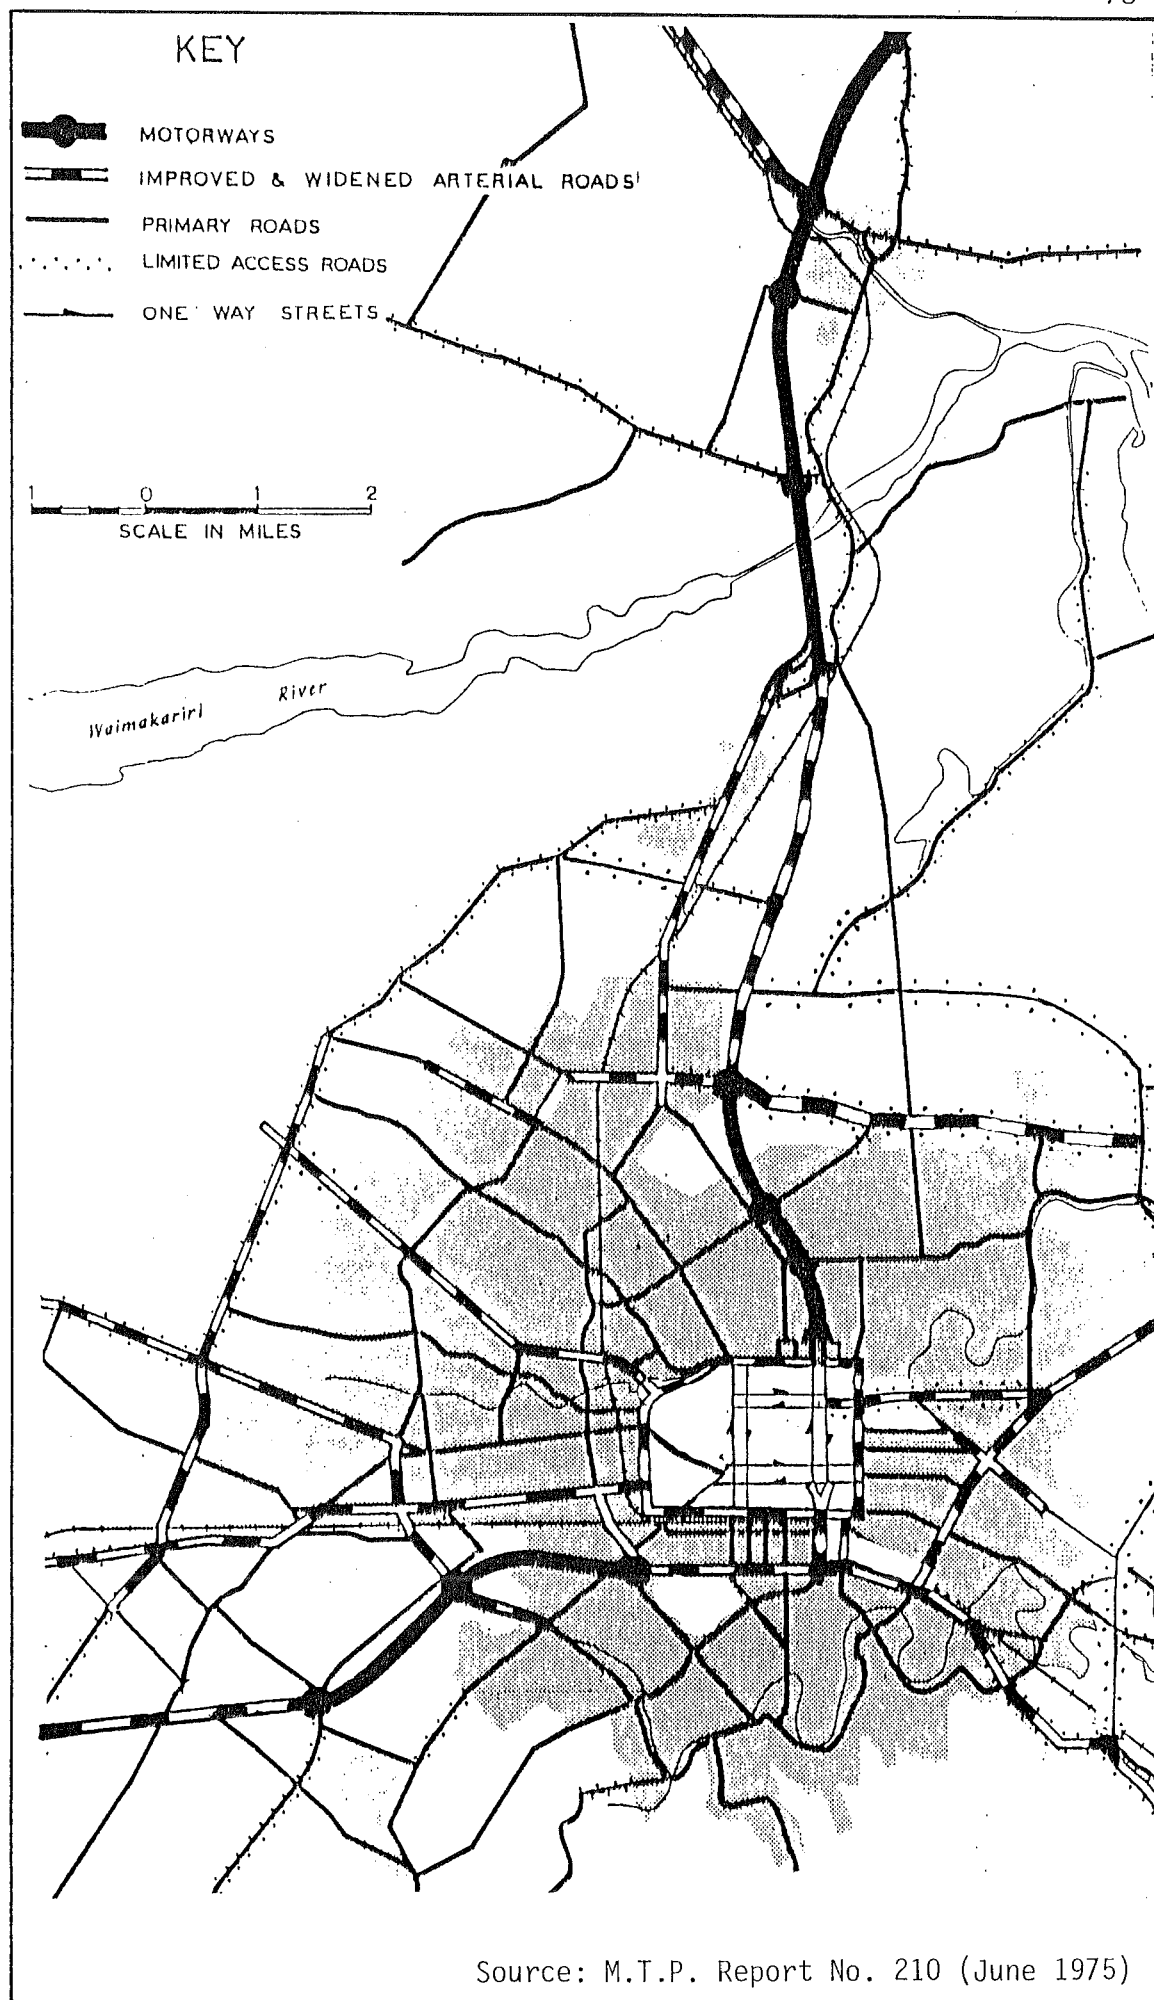 KEY
MOTORWAYS
IMPROVED & WIDENED ARTERIAL ROADS
PRIMARY ROADS
LIMITED ACCESS ROADS
ONE WAY STREETS
1 0 1 2
SCALE IN MILES
Waimakariri River
Source: M.T.P. Report No. 210 (June 1975)